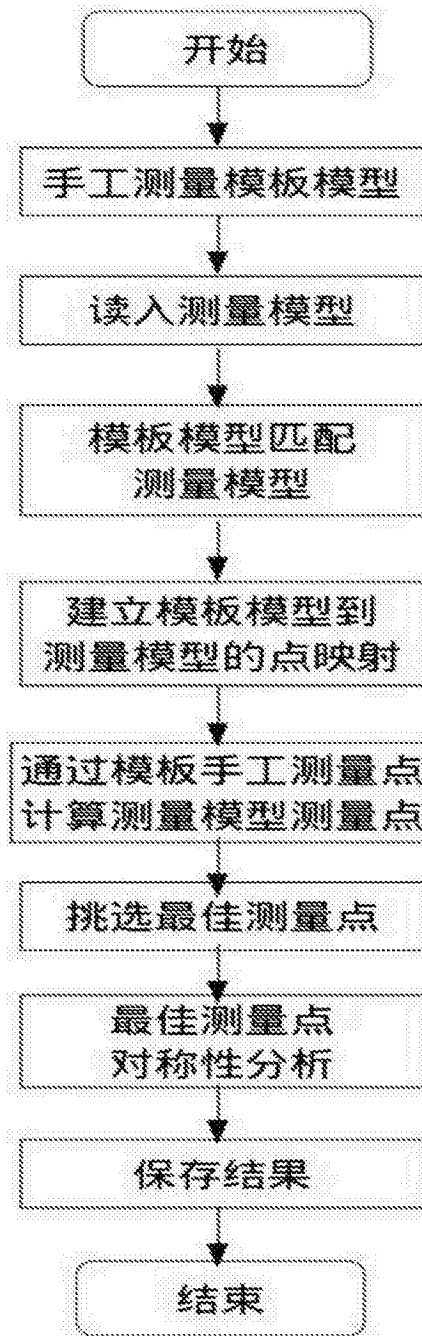 开始
手工测量模板模型
读入测量模型
模板模型匹配
测量模型
建立模板模型到
测量模型的点映射
通过模板手工测量点
计算测量模型测量点
挑选最佳测量点
最佳测量点
对称性分析
保存结果
结束